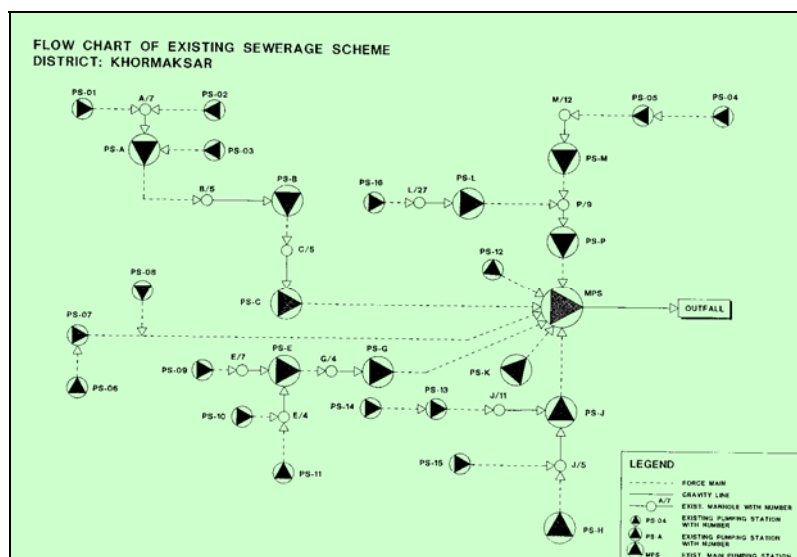 FLOW CHART OF EXISTING SEWERAGE SCHEME
DISTRICT: KHORMAKSAR
PS-01
A/7
PS-02
PS-A
PS-03
M/12
PS-05
PS-04
PS-M
B/5
PS-B
PS-16
L/27
PS-L
P/9
C/5
PS-12
PS-P
PS-08
PS-C
MPS
PS-07
OUTFALL
PS-06
PS-09
E/7
PS-E
G/4
PS-G
PS-K
PS-10
E/4
PS-14
PS-13
J/11
PS-J
PS-11
PS-15
J/5
PS-H
LEGEND
FORCE MAIN
GRAVITY LINE
A/7
EXIST. MANHOLE WITH NUMBER
PS-04
EXISTING PUMPING STATION
WITH NUMBER
PS-A
EXISTING PUMPING STATION
WITH NUMBER
MPS
EXIST. MAIN PUMPING STATION